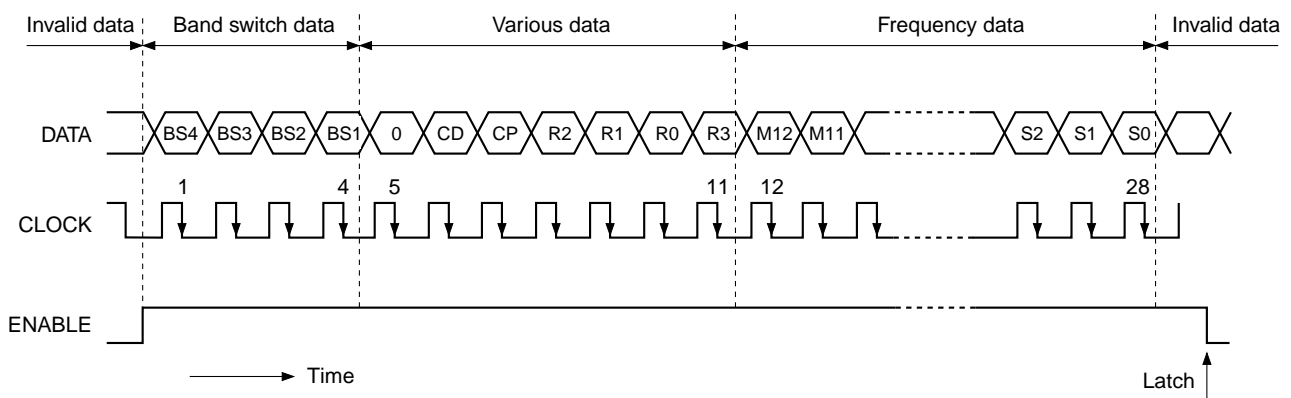 Invalid data Band switch data Various data Frequency data Invalid data
DATA BS4 BS3 BS2 BS1 0 CD CP R2 R1 R0 R3 M12 M11 S2 S1 S0
1 4 5 11 12 28
CLOCK
ENABLE
Time
Latch